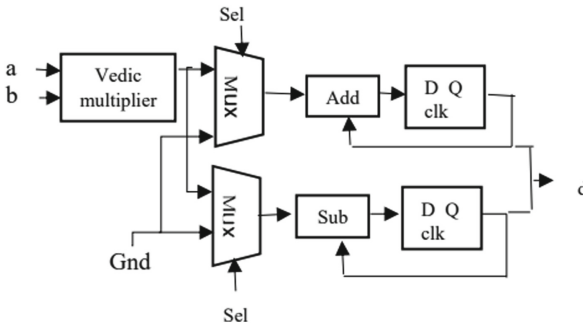 Sel
a
b
Vedic
multiplier
Mux
Add
D Q
clk
Mux
Sub
D Q
clk
Gnd
Sel